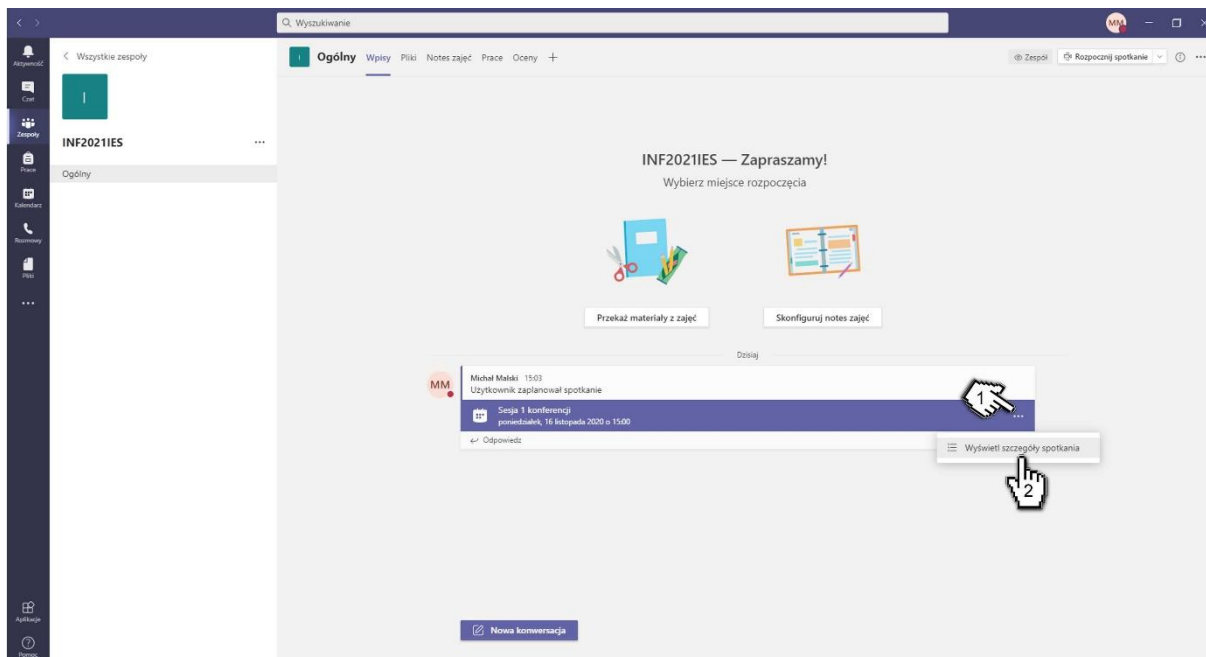 Wyszukiwanie
MM
Aktywność
Czat
Zespoły
Prace
Kalendarz
Rozmowy
Pliki
Aplikacje
Pomoc
Wszystkie zespoły
I
INF2021IES
Ogólny
I Ogólny Wpisy Pliki Notes zajęć Prace Oceny
Zespół Rozpocznij spotkanie
INF2021IES — Zapraszamy!
Wybierz miejsce rozpoczęcia
Przekaż materiały z zajęć Skonfiguruj notes zajęć
Dzisiaj
MM
Michał Malski 15:03
Użytkownik zaplanował spotkanie
Sesja 1 konferencji
poniedziałek, 16 listopada 2020 o 15:00
Odpowiedz
1
Wyświetl szczegóły spotkania
2
Nowa konwersacja